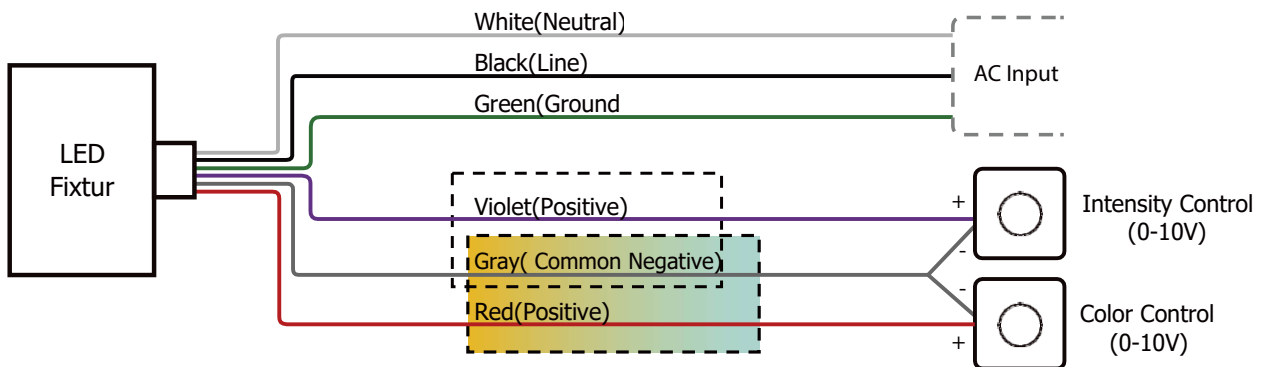 White(Neutral)
Black(Line)
Green(Ground
AC Input
LED
Fixtur
Violet(Positive)
+
Intensity Control
(0-10V)
-
Gray( Common Negative)
-
Red(Positive)
+
Color Control
(0-10V)